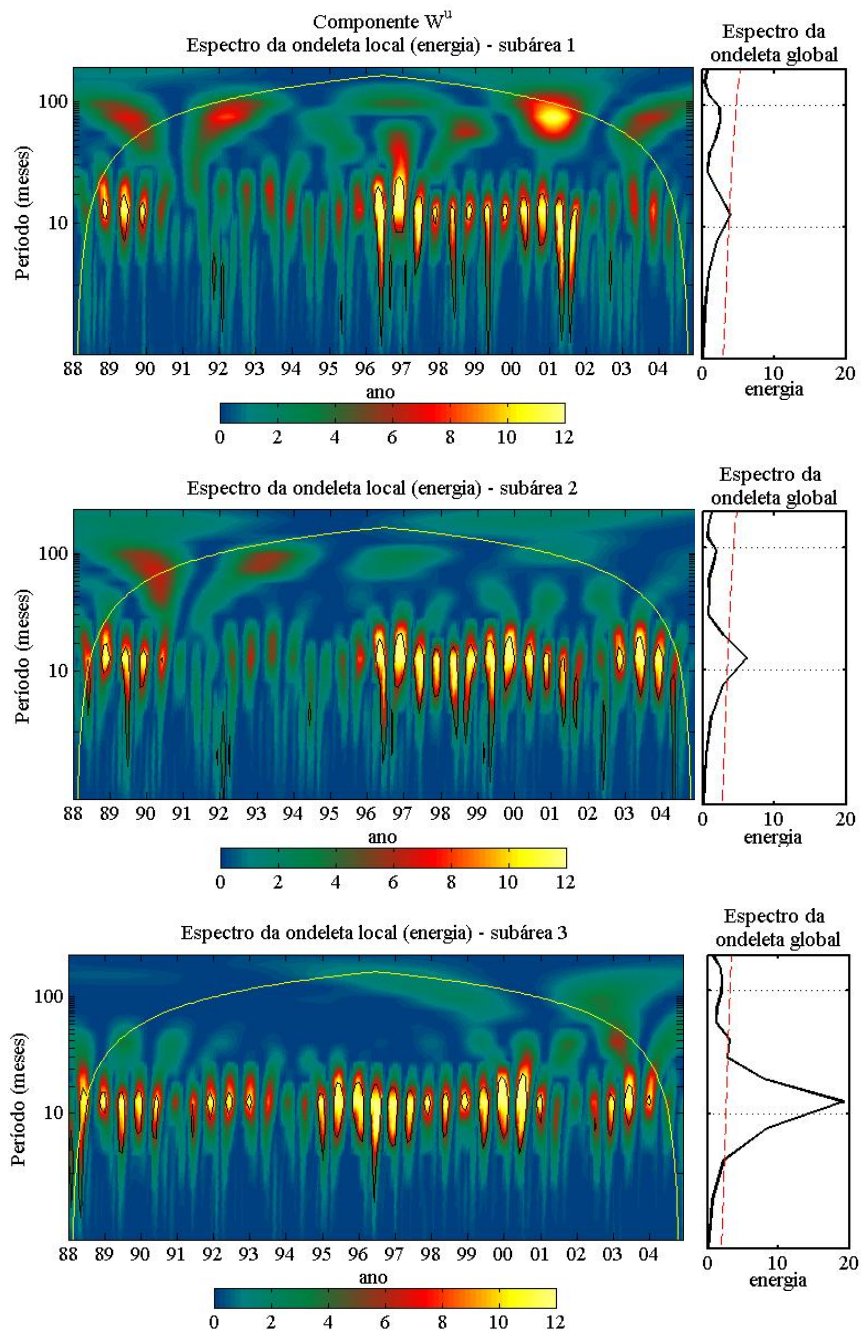 Componente Wᵘ
Espectro da ondeleta local (energia) - subárea 1
Espectro da
ondeleta global
100
10
Período (meses)
88 89 90 91 92 93 94 95 96 97 98 99 00 01 02 03 04
ano
0 10 20
energia
0 2 4 6 8 10 12
Espectro da ondeleta local (energia) - subárea 2
Espectro da
ondeleta global
100
10
Período (meses)
88 89 90 91 92 93 94 95 96 97 98 99 00 01 02 03 04
ano
0 10 20
energia
0 2 4 6 8 10 12
Espectro da ondeleta local (energia) - subárea 3
Espectro da
ondeleta global
100
10
Período (meses)
88 89 90 91 92 93 94 95 96 97 98 99 00 01 02 03 04
ano
0 10 20
energia
0 2 4 6 8 10 12